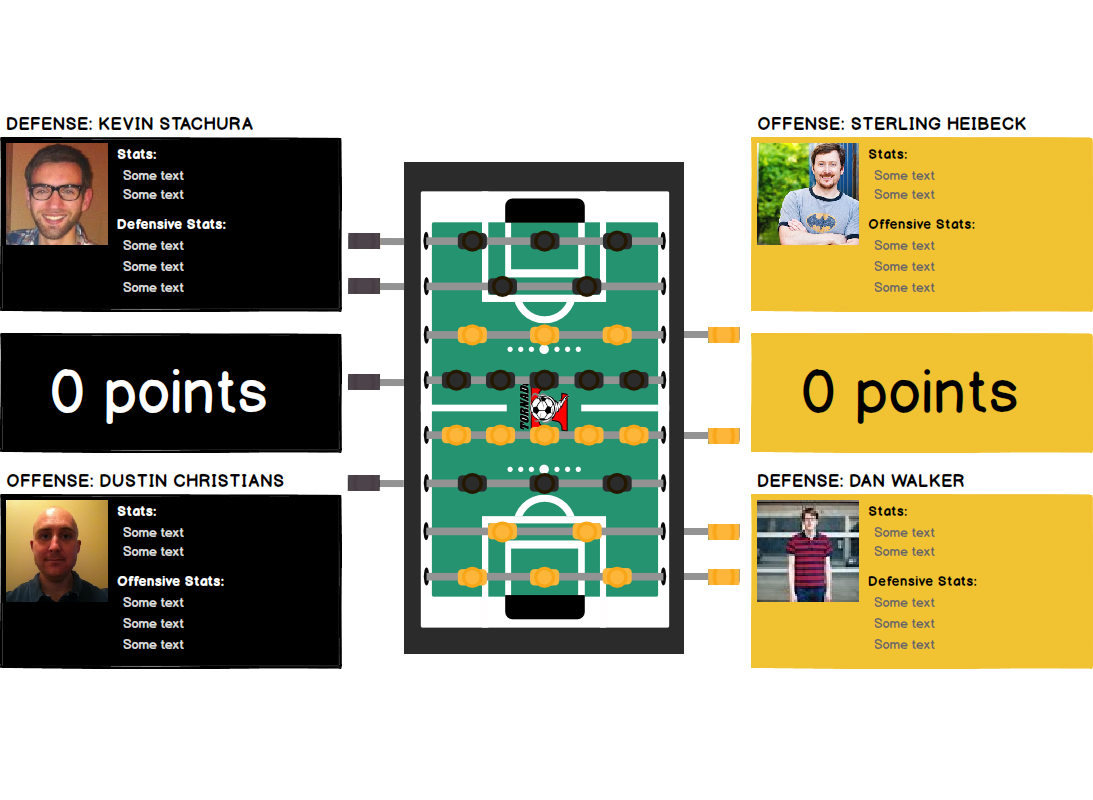 DEFENSE: KEVIN STACHURA
Stats:
Some text
Some text
Defensive Stats:
Some text
Some text
Some text
0 points
OFFENSE: DUSTIN CHRISTIANS
Stats:
Some text
Some text
Offensive Stats:
Some text
Some text
Some text
TORNAD
OFFENSE: STERLING HEIBECK
Stats:
Some text
Some text
Offensive Stats:
Some text
Some text
Some text
0 points
DEFENSE: DAN WALKER
Stats:
Some text
Some text
Defensive Stats:
Some text
Some text
Some text